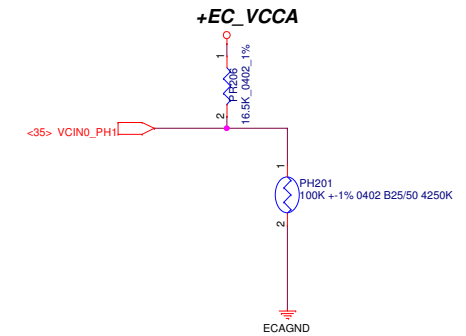 +EC_VCCA
1
PR206
16.5K_0402_1%
2
<35> VCIN0_PH1
1
PH201
100K +-1% 0402 B25/50 4250K
2
ECAGND